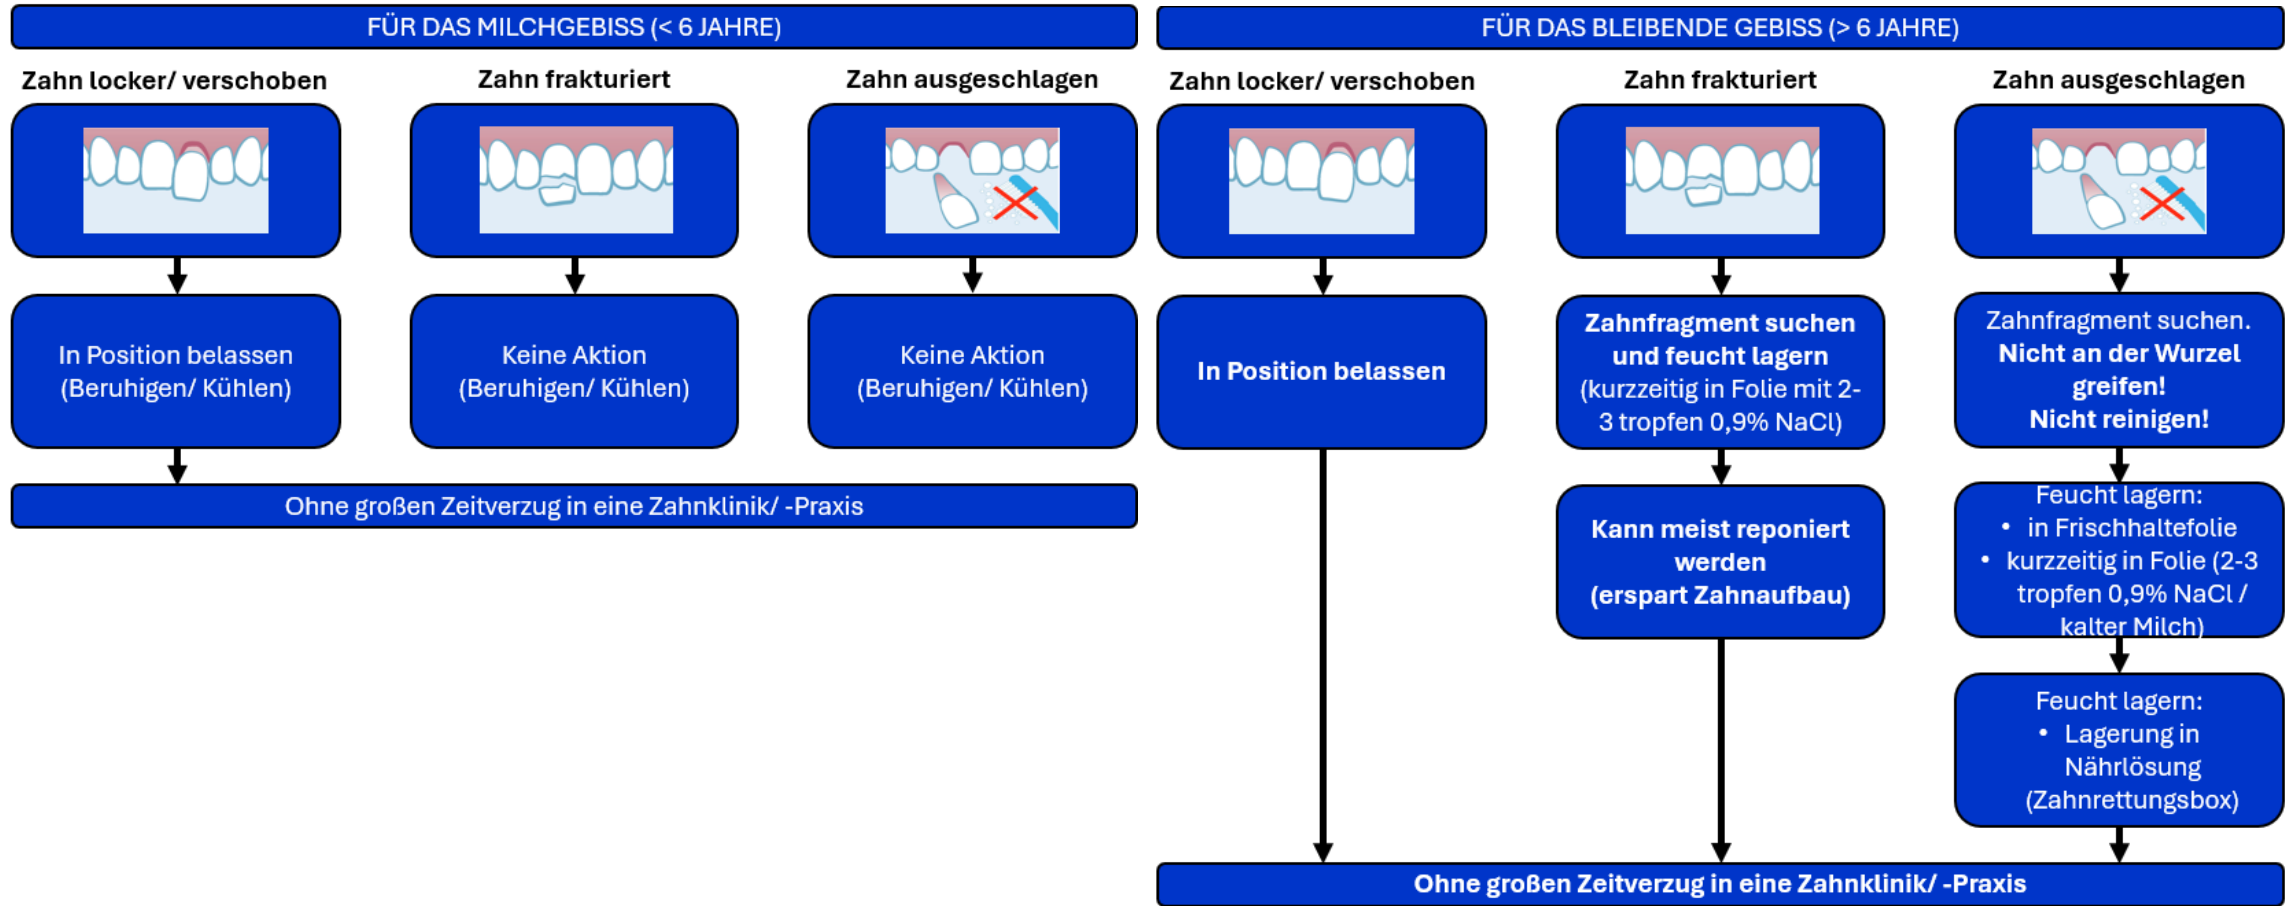 FÜR DAS MILCHGEBISS (< 6 JAHRE)
Zahn locker/ verschoben
Zahn frakturiert
Zahn ausgeschlagen
In Position belassen
(Beruhigen/ Kühlen)
Keine Aktion
(Beruhigen/ Kühlen)
Keine Aktion
(Beruhigen/ Kühlen)
Ohne großen Zeitverzug in eine Zahnklinik/ -Praxis
FÜR DAS BLEIBENDE GEBISS (> 6 JAHRE)
Zahn locker/ verschoben
Zahn frakturiert
Zahn ausgeschlagen
In Position belassen
Zahnfragment suchen
und feucht lagern
(kurzzeitig in Folie mit 2-
3 tropfen 0,9% NaCl)
Kann meist reponiert
werden
(erspart Zahnaufbau)
Zahnfragment suchen.
Nicht an der Wurzel
greifen!
Nicht reinigen!
Feucht lagern:
• in Frischhaltefolie
• kurzzeitig in Folie (2-3
tropfen 0,9% NaCl /
kalter Milch)
Feucht lagern:
• Lagerung in
Nährlösung
(Zahnrettungsbox)
Ohne großen Zeitverzug in eine Zahnklinik/ -Praxis